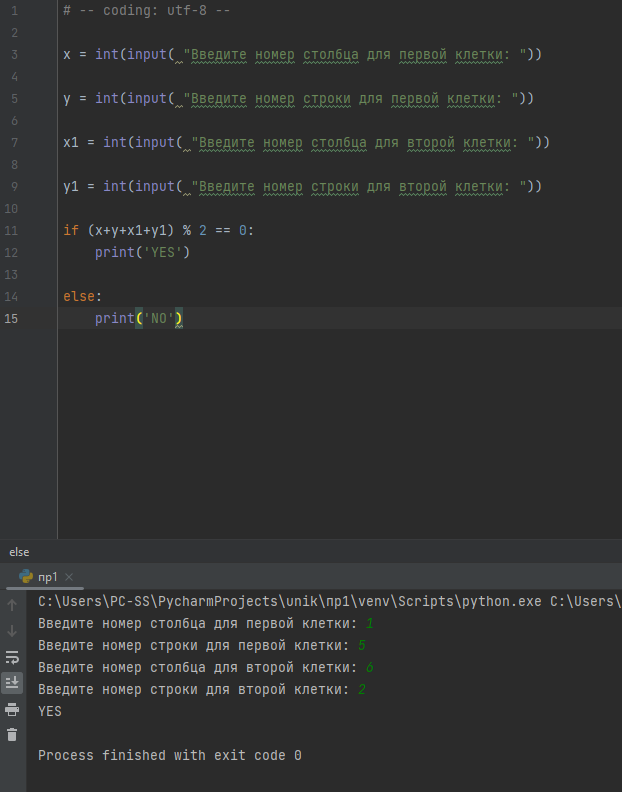 1 # -- coding: utf-8 --
2
3 x = int(input( "Введите номер столбца для первой клетки: "))
4
5 y = int(input( "Введите номер строки для первой клетки: "))
6
7 x1 = int(input( "Введите номер столбца для второй клетки: "))
8
9 y1 = int(input( "Введите номер строки для второй клетки: "))
10
11 if (x+y+x1+y1) % 2 == 0:
12 print('YES')
13
14 else:
15 print('NO')
else
пр1 ×
C:\Users\PC-SS\PycharmProjects\unik\пр1\venv\Scripts\python.exe C:\Users\
Введите номер столбца для первой клетки: 1
Введите номер строки для первой клетки: 5
Введите номер столбца для второй клетки: 6
Введите номер строки для второй клетки: 2
YES
Process finished with exit code 0